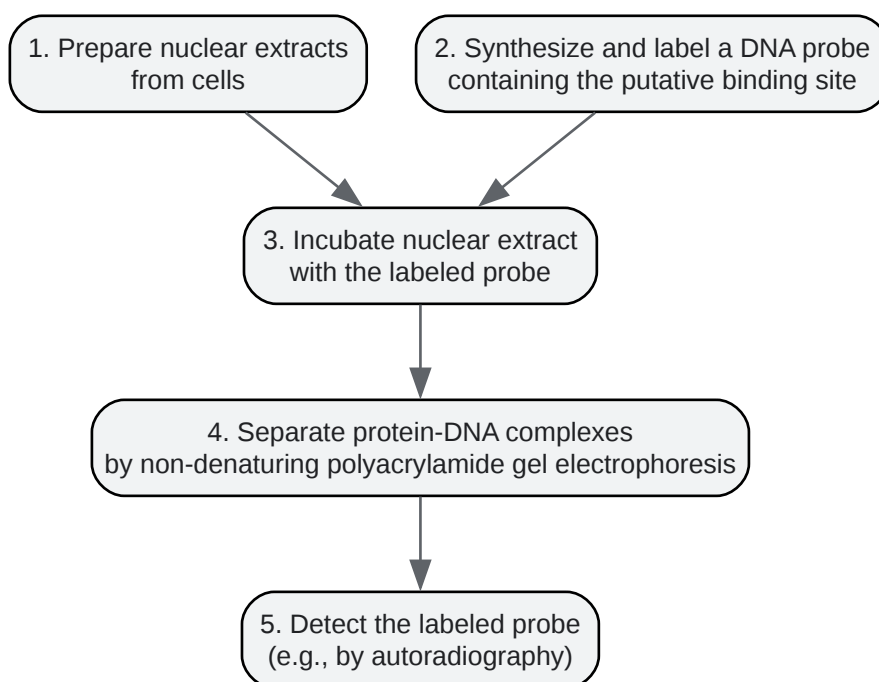 1. Prepare nuclear extracts
from cells
2. Synthesize and label a DNA probe
containing the putative binding site
3. Incubate nuclear extract
with the labeled probe
4. Separate protein-DNA complexes
by non-denaturing polyacrylamide gel electrophoresis
5. Detect the labeled probe
(e.g., by autoradiography)